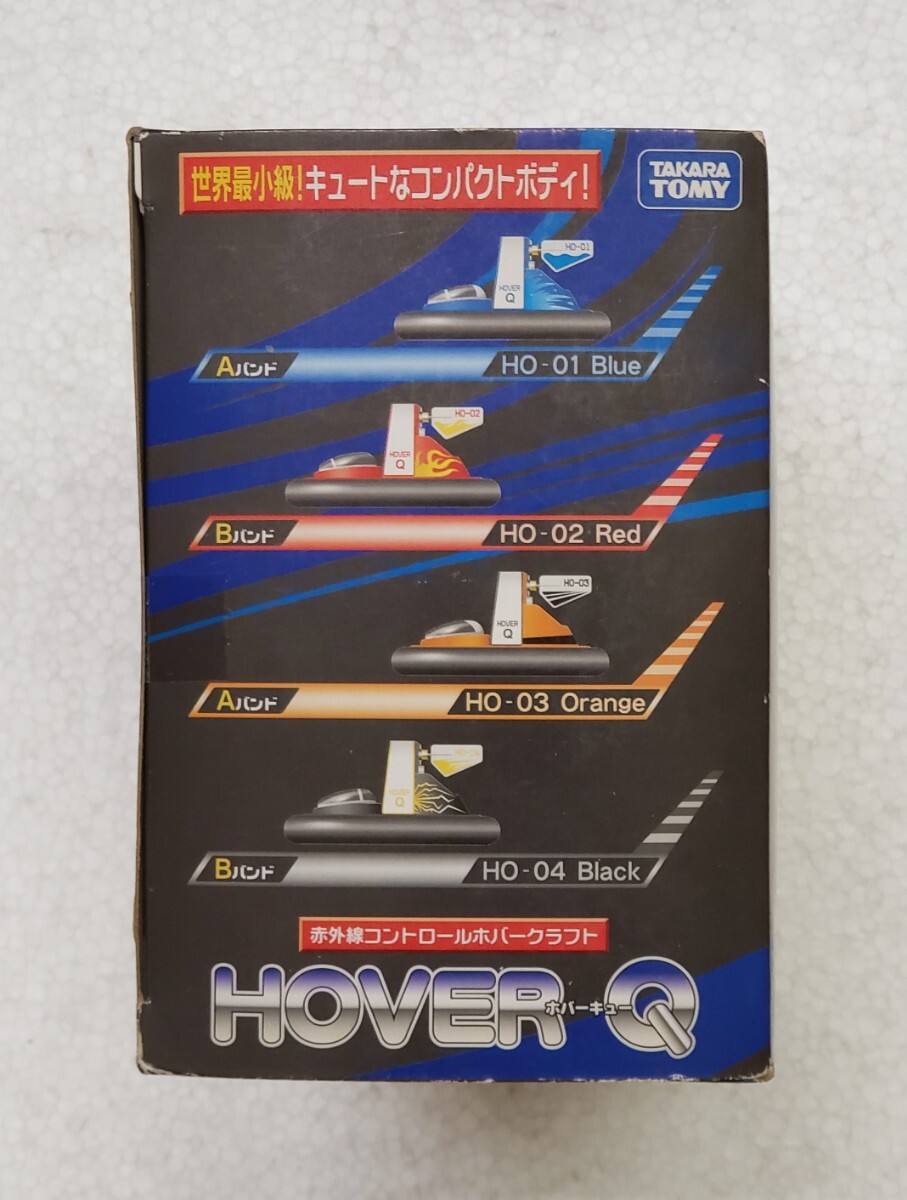 世界最小級!キュートなコンパクトボディ!
TAKARA
TOMY
HO-01
HOVER
Q
Aバンド
HO-01 Blue
HO-02
HOVER
Q
Bバンド
HO-02 Red
HO-03
HOVER
Q
Aバンド
HO-03 Orange
HOVER
Q
Bバンド
HO-04 Black
赤外線コントロールホバークラフト
HOVER Q
ホバーキュー